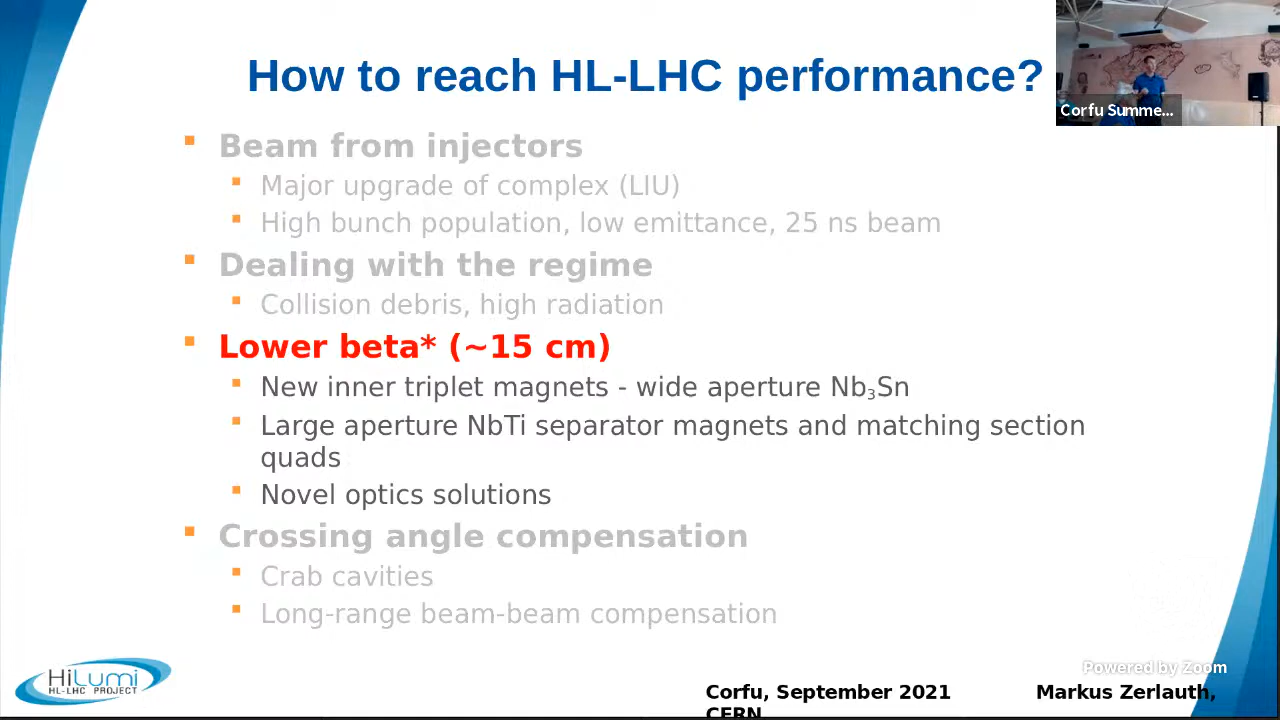 How to reach HL-LHC performance?
Corfu Summe...
Beam from injectors
Major upgrade of complex (LIU)
High bunch population, low emittance, 25 ns beam
Dealing with the regime
Collision debris, high radiation
Lower beta* (~15 cm)
New inner triplet magnets - wide aperture Nb₃Sn
Large aperture NbTi separator magnets and matching section
quads
Novel optics solutions
Crossing angle compensation
Crab cavities
Long-range beam-beam compensation
HiLumi
HL-LHC PROJECT
Powered by Zoom
Corfu, September 2021 Markus Zerlauth,
CERN